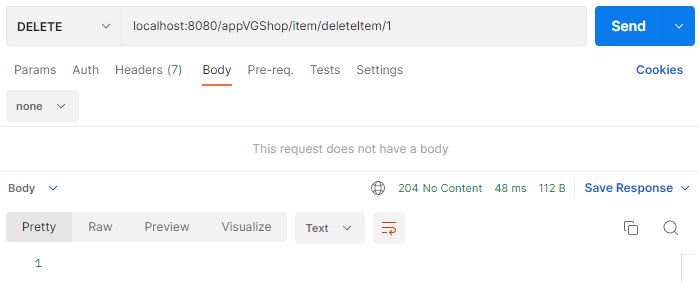 DELETE localhost:8080/appVGShop/item/deleteItem/1 Send
Params Auth Headers (7) Body Pre-req. Tests Settings Cookies
none
This request does not have a body
Body 204 No Content 48 ms 112 B Save Response
Pretty Raw Preview Visualize Text
1